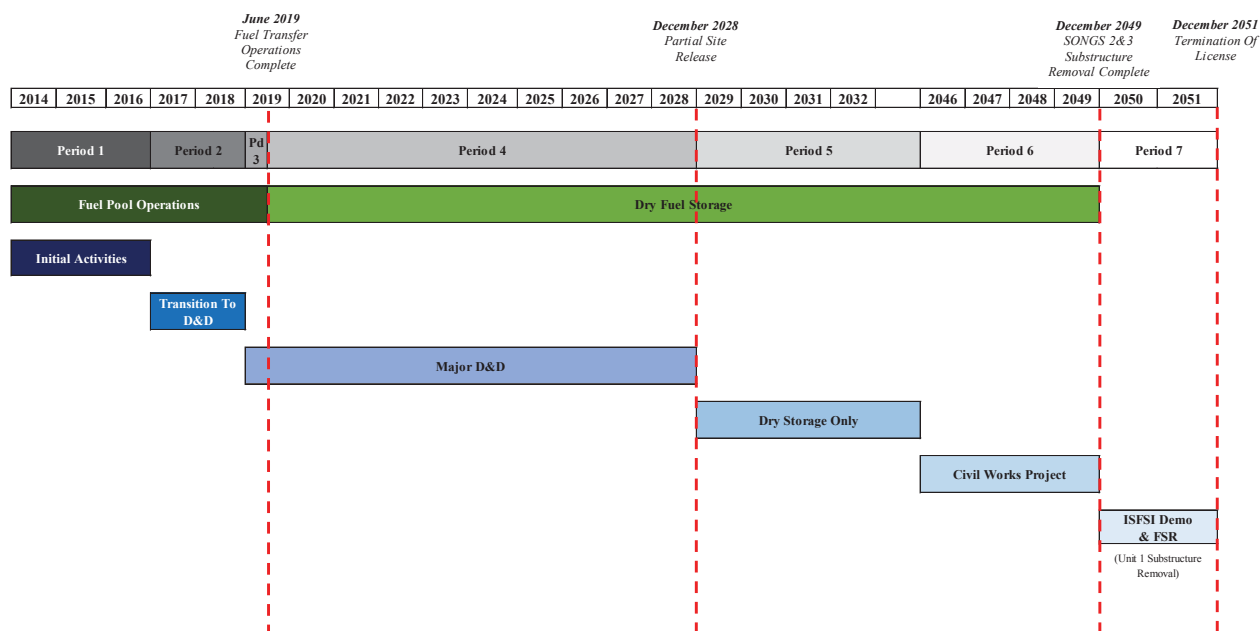 June 2019
Fuel Transfer
Operations
Complete
December 2028
Partial Site
Release
December 2049
SONGS 2&3
Substructure
Removal Complete
December 2051
Termination Of
License
2014 2015 2016 2017 2018 2019 2020 2021 2022 2023 2024 2025 2026 2027 2028 2029 2030 2031 2032 2046 2047 2048 2049 2050 2051
Period 1
Period 2
Pd
3
Period 4
Period 5
Period 6
Period 7
Fuel Pool Operations
Dry Fuel Storage
Initial Activities
Transition To
D&D
Major D&D
Dry Storage Only
Civil Works Project
ISFSI Demo
& FSR
(Unit 1 Substructure
Removal)